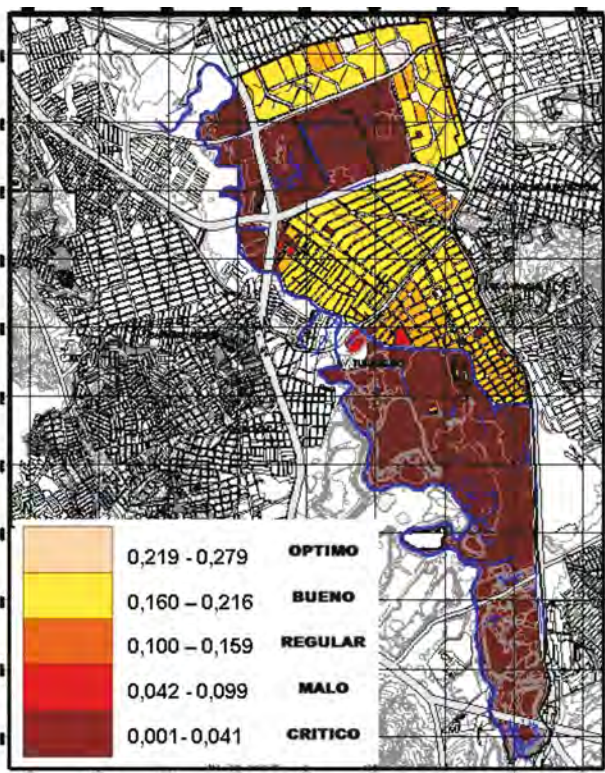 0,219 - 0,279 OPTIMO
0,160 – 0,216 BUENO
0,100 – 0,159 REGULAR
0,042 - 0,099 MALO
0,001- 0,041 CRITICO